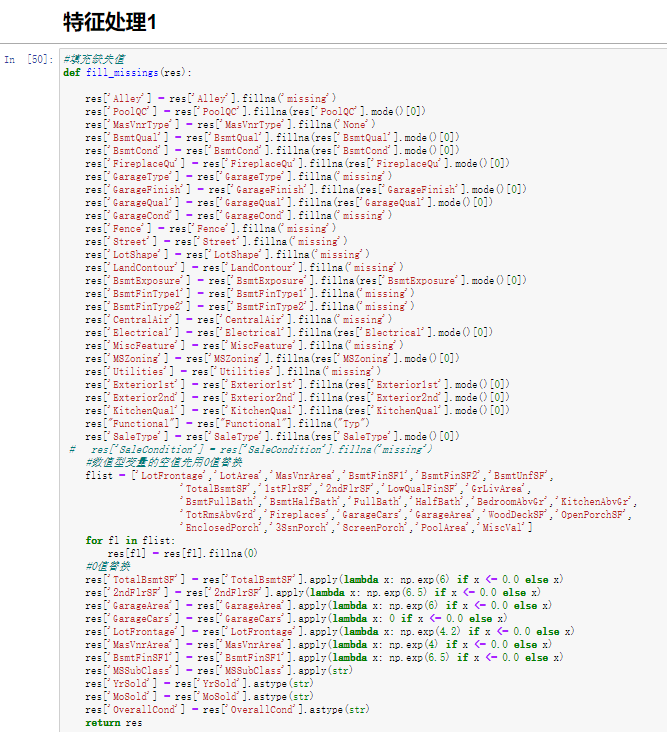 特征处理1
In [50]: #填充缺失值
def fill_missings(res):
res['Alley'] = res['Alley'].fillna('missing')
res['PoolQC'] = res['PoolQC'].fillna(res['PoolQC'].mode()[0])
res['MasVnrType'] = res['MasVnrType'].fillna('None')
res['BsmtQual'] = res['BsmtQual'].fillna(res['BsmtQual'].mode()[0])
res['BsmtCond'] = res['BsmtCond'].fillna(res['BsmtCond'].mode()[0])
res['FireplaceQu'] = res['FireplaceQu'].fillna(res['FireplaceQu'].mode()[0])
res['GarageType'] = res['GarageType'].fillna('missing')
res['GarageFinish'] = res['GarageFinish'].fillna(res['GarageFinish'].mode()[0])
res['GarageQual'] = res['GarageQual'].fillna(res['GarageQual'].mode()[0])
res['GarageCond'] = res['GarageCond'].fillna('missing')
res['Fence'] = res['Fence'].fillna('missing')
res['Street'] = res['Street'].fillna('missing')
res['LotShape'] = res['LotShape'].fillna('missing')
res['LandContour'] = res['LandContour'].fillna('missing')
res['BsmtExposure'] = res['BsmtExposure'].fillna(res['BsmtExposure'].mode()[0])
res['BsmtFinType1'] = res['BsmtFinType1'].fillna('missing')
res['BsmtFinType2'] = res['BsmtFinType2'].fillna('missing')
res['CentralAir'] = res['CentralAir'].fillna('missing')
res['Electrical'] = res['Electrical'].fillna(res['Electrical'].mode()[0])
res['MiscFeature'] = res['MiscFeature'].fillna('missing')
res['MSZoning'] = res['MSZoning'].fillna(res['MSZoning'].mode()[0])
res['Utilities'] = res['Utilities'].fillna('missing')
res['Exterior1st'] = res['Exterior1st'].fillna(res['Exterior1st'].mode()[0])
res['Exterior2nd'] = res['Exterior2nd'].fillna(res['Exterior2nd'].mode()[0])
res['KitchenQual'] = res['KitchenQual'].fillna(res['KitchenQual'].mode()[0])
res["Functional"] = res["Functional"].fillna("Typ")
res['SaleType'] = res['SaleType'].fillna(res['SaleType'].mode()[0])
# res['SaleCondition'] = res['SaleCondition'].fillna('missing')
#数值型变量的空值先用0值替换
flist = ['LotFrontage','LotArea','MasVnrArea','BsmtFinSF1','BsmtFinSF2','BsmtUnfSF',
'TotalBsmtSF','1stFlrSF','2ndFlrSF','LowQualFinSF','GrLivArea',
'BsmtFullBath','BsmtHalfBath','FullBath','HalfBath','BedroomAbvGr','KitchenAbvGr',
'TotRmsAbvGrd','Fireplaces','GarageCars','GarageArea','WoodDeckSF','OpenPorchSF',
'EnclosedPorch','3SsnPorch','ScreenPorch','PoolArea','MiscVal']
for fl in flist:
res[fl] = res[fl].fillna(0)
#0值替换
res['TotalBsmtSF'] = res['TotalBsmtSF'].apply(lambda x: np.exp(6) if x <= 0.0 else x)
res['2ndFlrSF'] = res['2ndFlrSF'].apply(lambda x: np.exp(6.5) if x <= 0.0 else x)
res['GarageArea'] = res['GarageArea'].apply(lambda x: np.exp(6) if x <= 0.0 else x)
res['GarageCars'] = res['GarageCars'].apply(lambda x: 0 if x <= 0.0 else x)
res['LotFrontage'] = res['LotFrontage'].apply(lambda x: np.exp(4.2) if x <= 0.0 else x)
res['MasVnrArea'] = res['MasVnrArea'].apply(lambda x: np.exp(4) if x <= 0.0 else x)
res['BsmtFinSF1'] = res['BsmtFinSF1'].apply(lambda x: np.exp(6.5) if x <= 0.0 else x)
res['MSSubClass'] = res['MSSubClass'].apply(str)
res['YrSold'] = res['YrSold'].astype(str)
res['MoSold'] = res['MoSold'].astype(str)
res['OverallCond'] = res['OverallCond'].astype(str)
return res